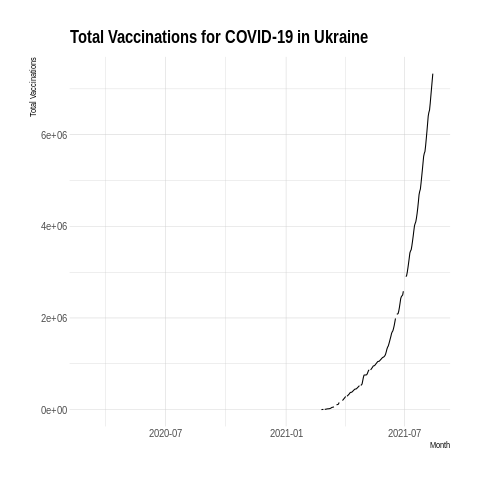 Total Vaccinations for COVID-19 in Ukraine
Total Vaccinations
6e+06
4e+06
2e+06
0e+00
2020-07 2021-01 2021-07
Month